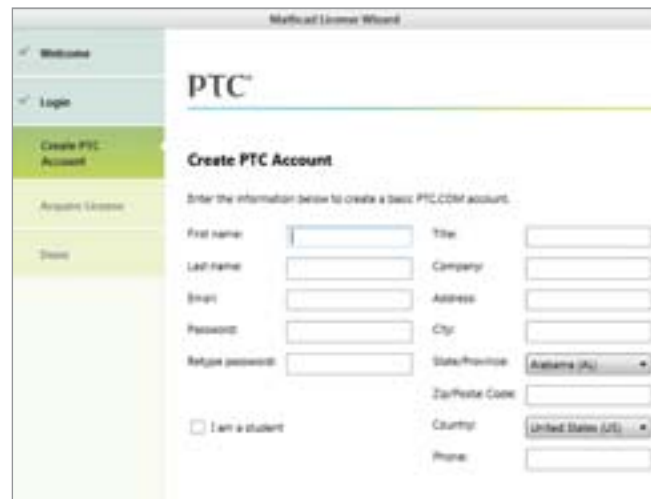 Mathcad License Wizard
Welcome
Login
Create PTC
Account
Acquire License
Done
PTC
Create PTC Account
Enter the information below to create a basic PTC.COM account.
First name:
Last name:
Email:
Password:
Retype password:
I am a student
Title:
Company:
Address:
City:
State/Province: Alabama (AL)
Zip/Postal Code:
Country: United States (US)
Phone: